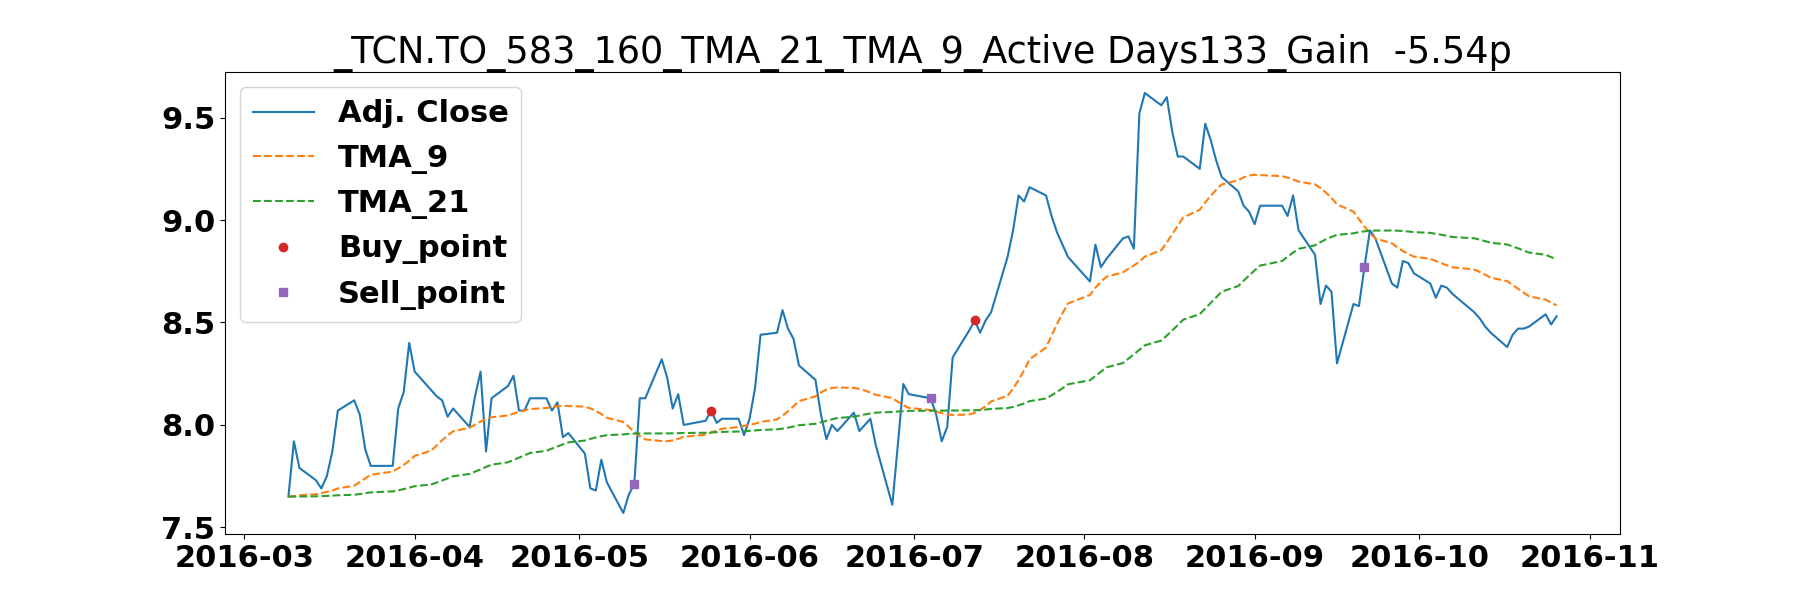 _TCN.TO_583_160_TMA_21_TMA_9_Active Days133_Gain  -5.54p
Adj. Close
TMA_9
TMA_21
Buy_point
Sell_point
9.5
9.0
8.5
8.0
7.5
2016-03 2016-04 2016-05 2016-06 2016-07 2016-08 2016-09 2016-10 2016-11